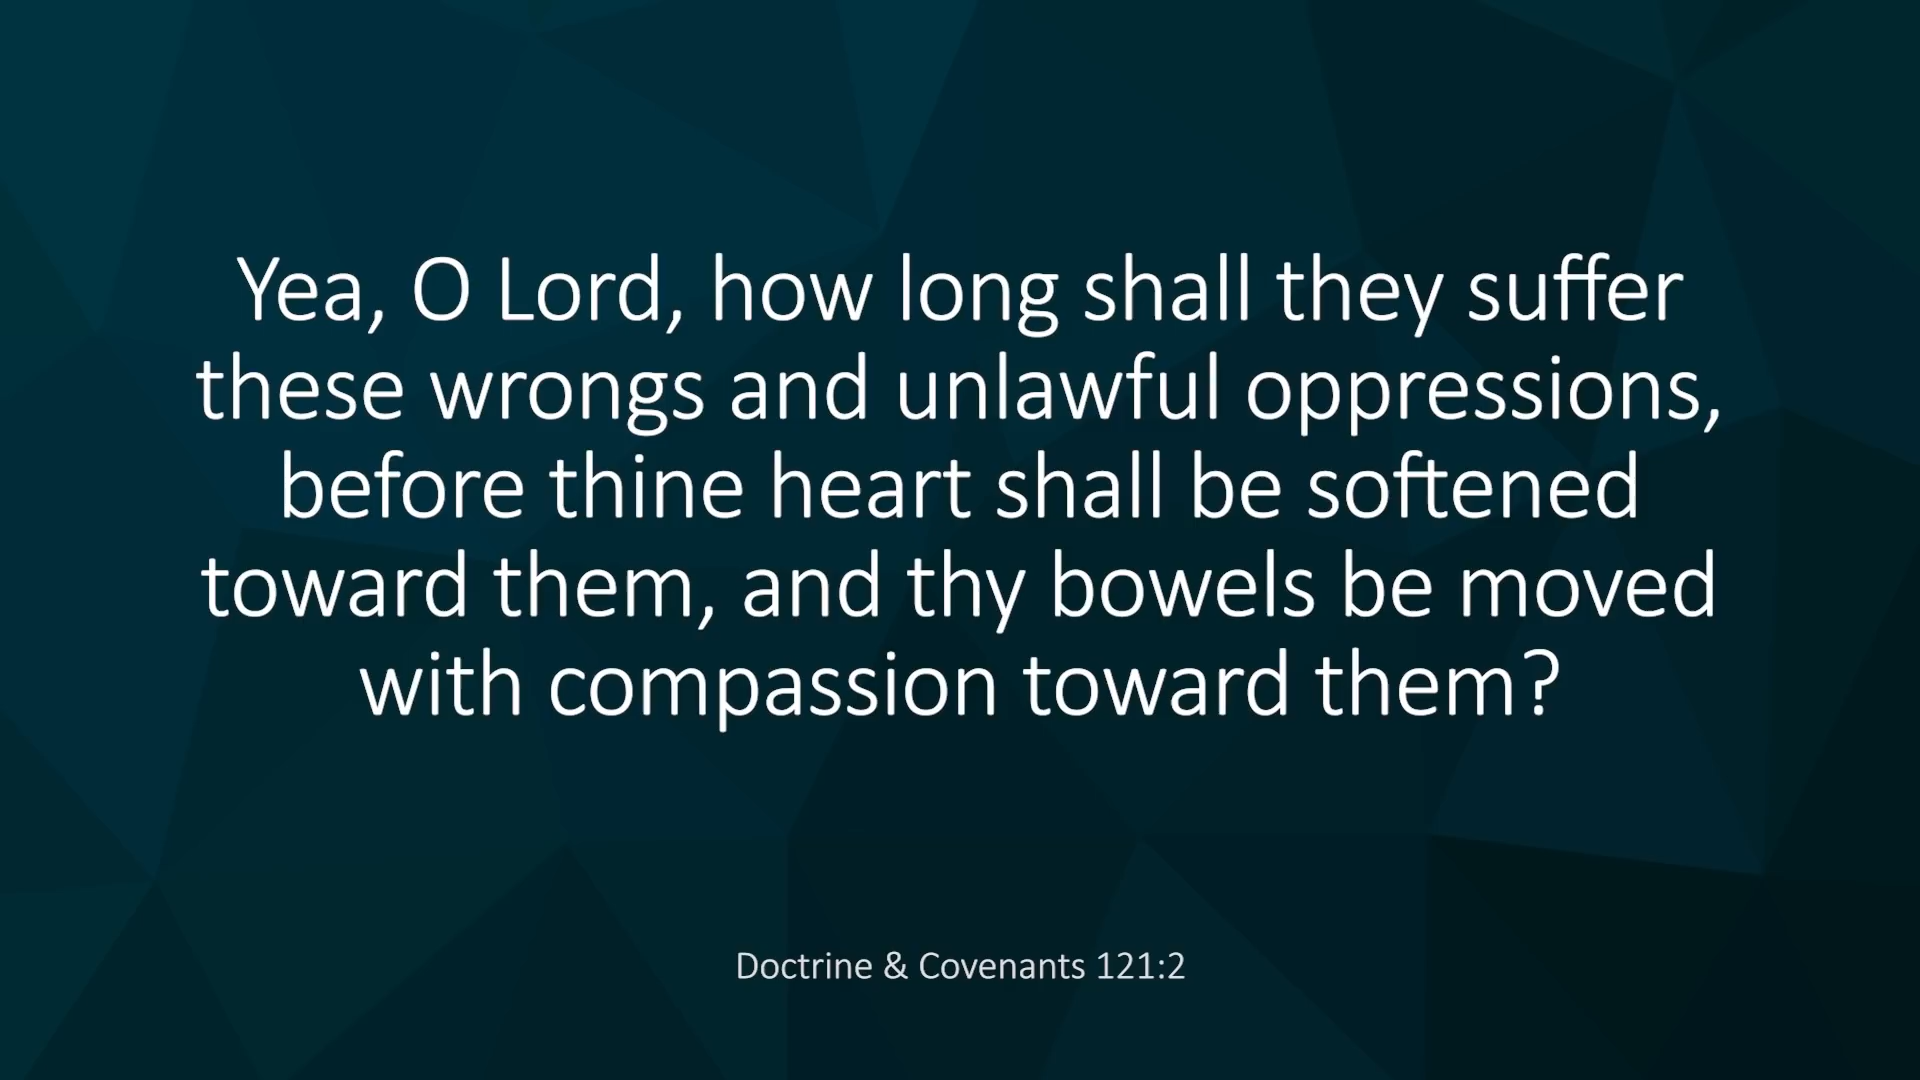 Yea, O Lord, how long shall they suffer
these wrongs and unlawful oppressions,
before thine heart shall be softened
toward them, and thy bowels be moved
with compassion toward them?
Doctrine & Covenants 121:2